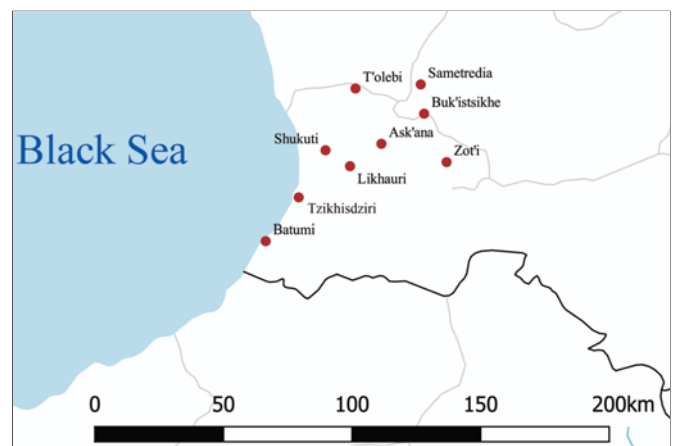 T'olebi
Sametredia
Buk'istsikhe
Black Sea
Shukuti
Ask'ana
Zot'i
Likhauri
Tzikhisdziri
Batumi
0 50 100 150 200km